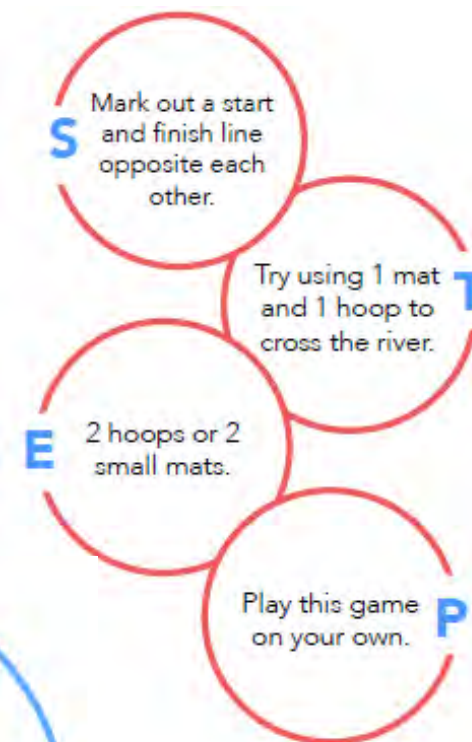 S
Mark out a start
and finish line
opposite each
other.
Try using 1 mat
and 1 hoop to
cross the river.
T
E
2 hoops or 2
small mats.
Play this game
on your own.
P